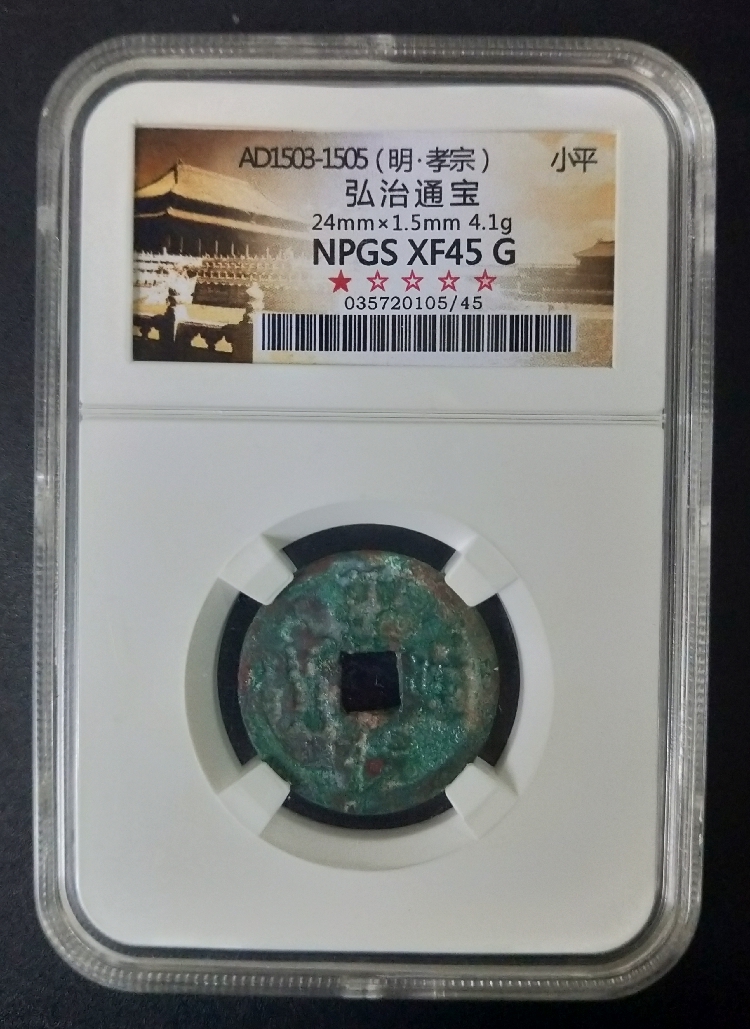 AD1503-1505 (明·孝宗) 小平
弘治通宝
24mm×1.5mm 4.1g
NPGS XF45 G
★ ☆ ☆ ☆ ☆
035720105/45